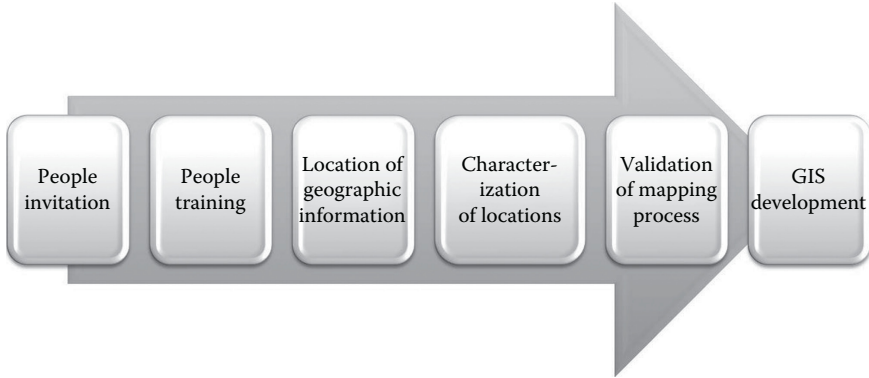 People
invitation
People
training
Location of
geographic
information
Character-
ization
of locations
Validation
of mapping
process
GIS
development